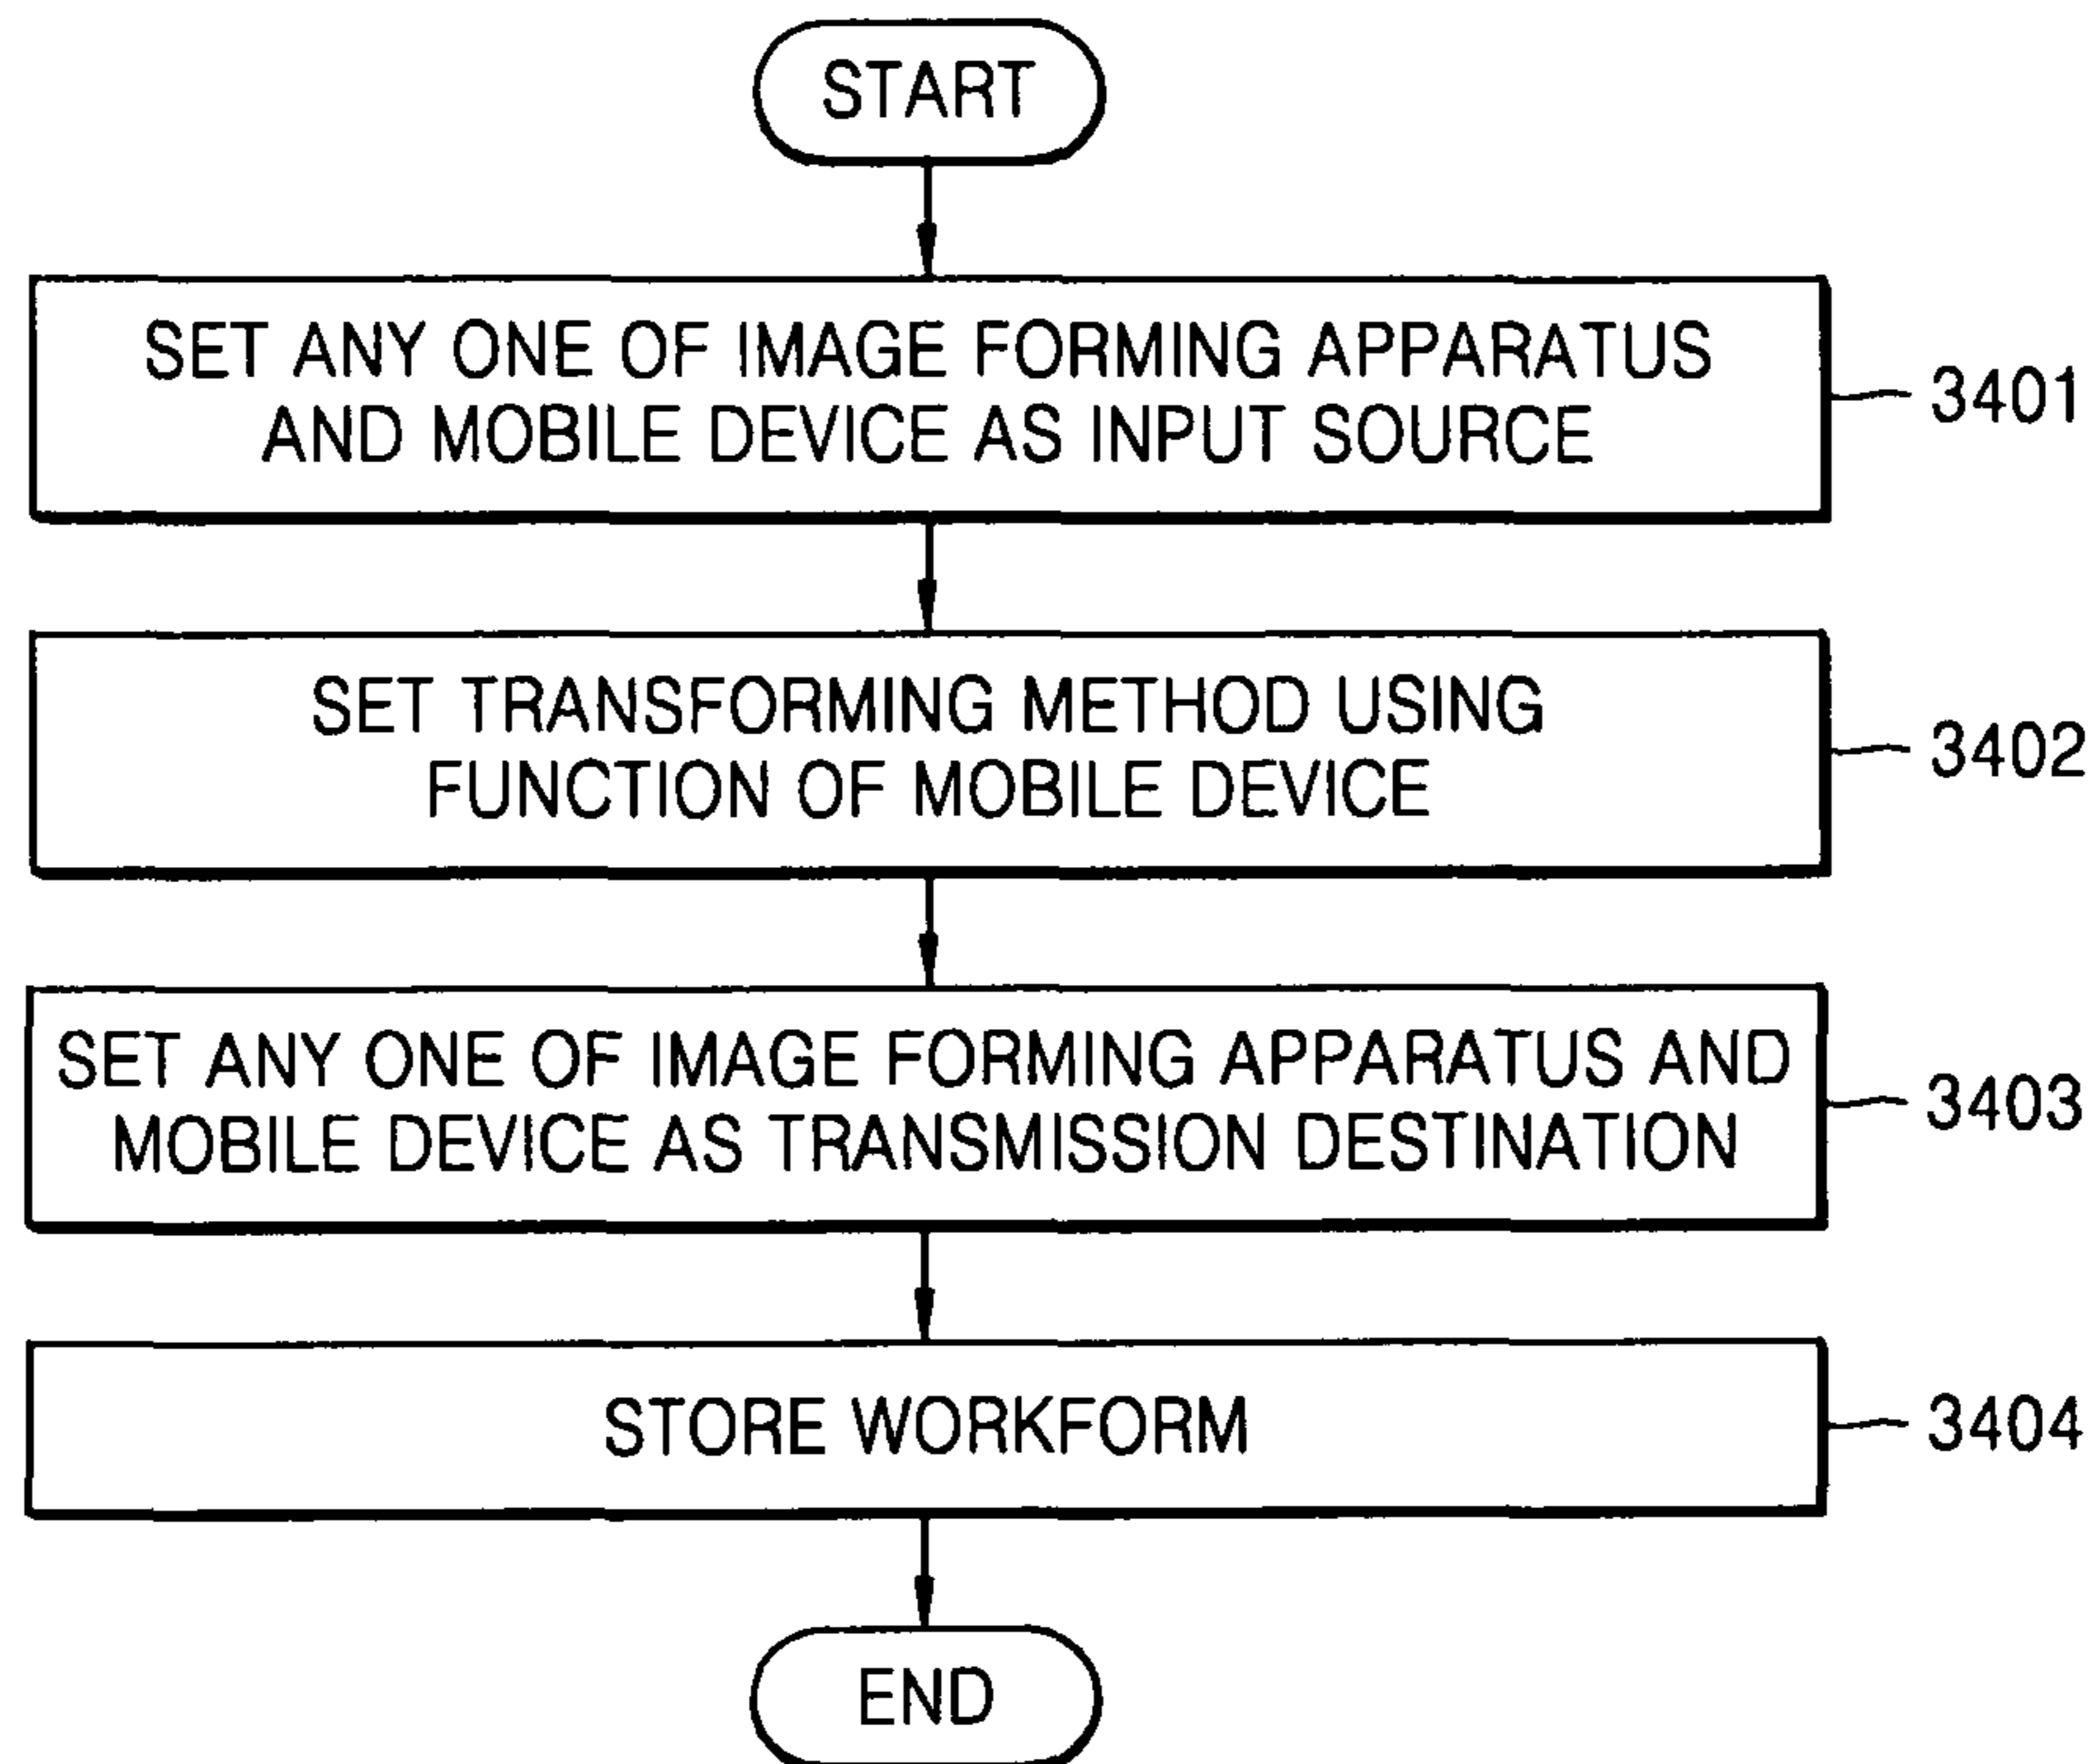 START
SET ANY ONE OF IMAGE FORMING APPARATUS
AND MOBILE DEVICE AS INPUT SOURCE
3401
SET TRANSFORMING METHOD USING
FUNCTION OF MOBILE DEVICE
3402
SET ANY ONE OF IMAGE FORMING APPARATUS AND
MOBILE DEVICE AS TRANSMISSION DESTINATION
3403
STORE WORKFORM
3404
END